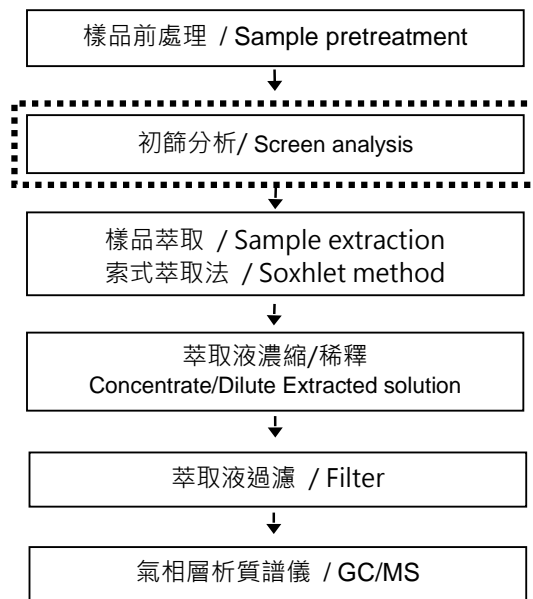 樣品前處理 / Sample pretreatment
初篩分析/ Screen analysis
樣品萃取 / Sample extraction
索式萃取法 / Soxhlet method
萃取液濃縮/稀釋
Concentrate/Dilute Extracted solution
萃取液過濾 / Filter
氣相層析質譜儀 / GC/MS